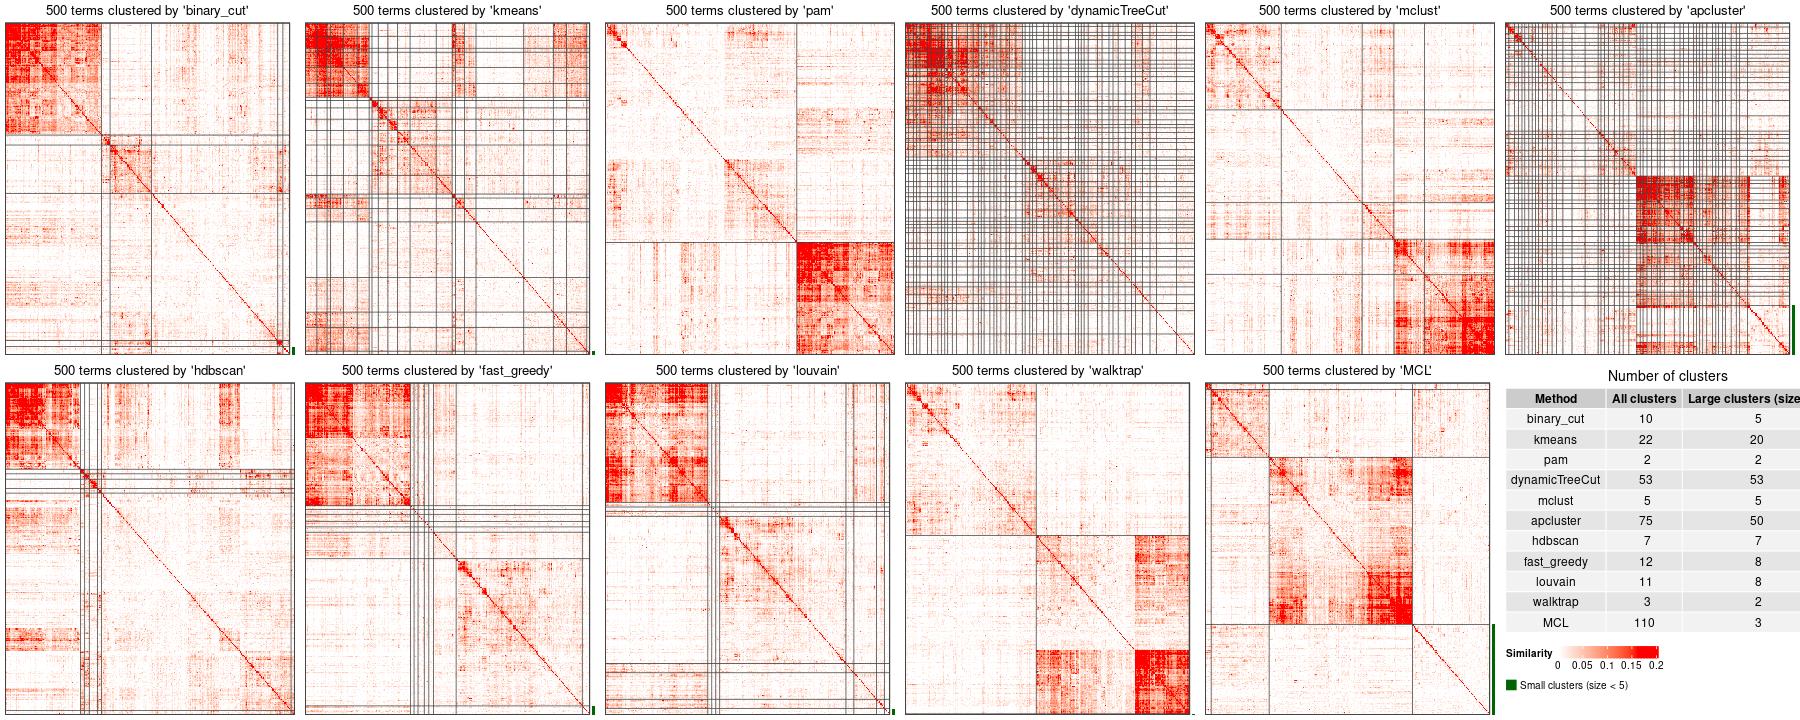 500 terms clustered by 'binary_cut'
500 terms clustered by 'kmeans'
500 terms clustered by 'pam'
500 terms clustered by 'dynamicTreeCut'
500 terms clustered by 'mclust'
500 terms clustered by 'apcluster'
500 terms clustered by 'hdbscan'
500 terms clustered by 'fast_greedy'
500 terms clustered by 'louvain'
500 terms clustered by 'walktrap'
500 terms clustered by 'MCL'
Number of clusters
Method All clusters Large clusters (size
binary_cut 10 5
kmeans 22 20
pam 2 2
dynamicTreeCut 53 53
mclust 5 5
apcluster 75 50
hdbscan 7 7
fast_greedy 12 8
louvain 11 8
walktrap 3 2
MCL 110 3
Similarity
0 0.05 0.1 0.15 0.2
Small clusters (size < 5)